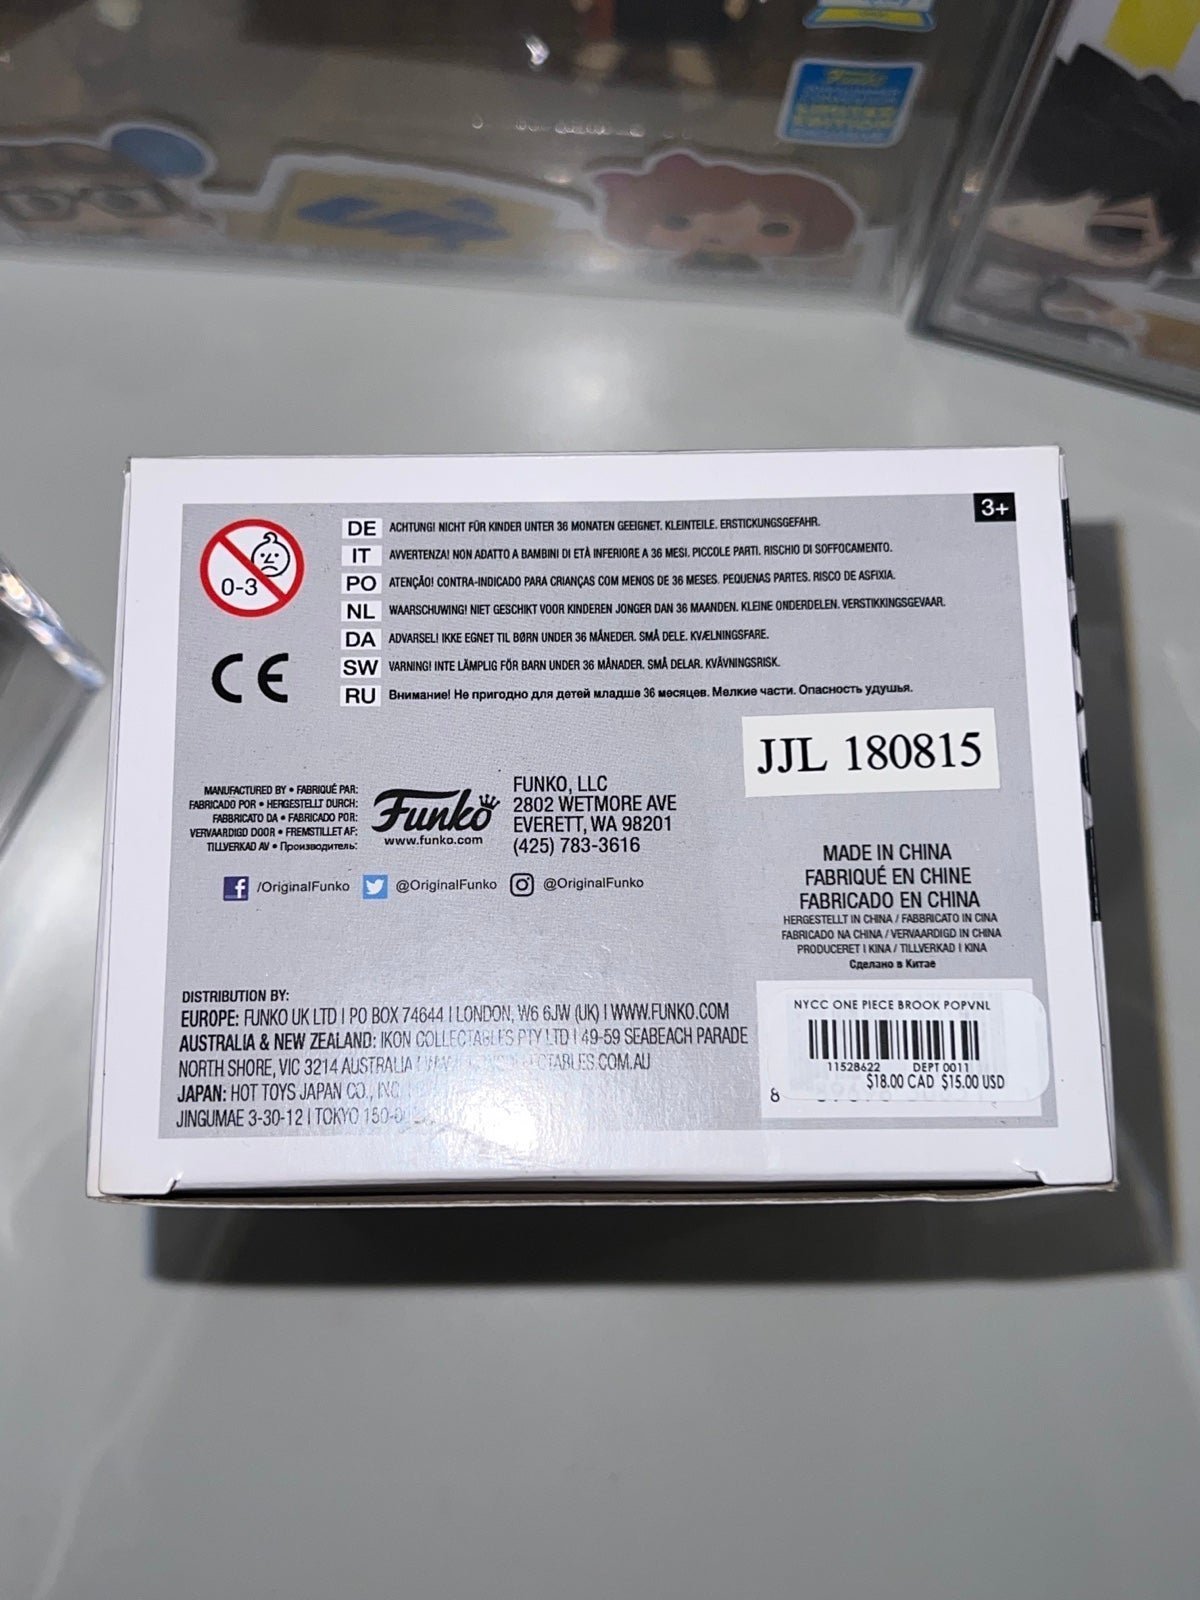 Funko
LIMITED EDITION
3+
0-3
DE ACHTUNG! NICHT FÜR KINDER UNTER 36 MONATEN GEEIGNET. KLEINTEILE. ERSTICKUNGSGEFAHR.
IT AVVERTENZA! NON ADATTO A BAMBINI DI ETÀ INFERIORE A 36 MESI. PICCOLE PARTI. RISCHIO DI SOFFOCAMENTO.
PO ATENÇÃO! CONTRA-INDICADO PARA CRIANÇAS COM MENOS DE 36 MESES. PEQUENAS PARTES. RISCO DE ASFIXIA.
NL WAARSCHUWING! NIET GESCHIKT VOOR KINDEREN JONGER DAN 36 MAANDEN. KLEINE ONDERDELEN. VERSTIKKINGSGEVAAR.
DA ADVARSEL! IKKE EGNET TIL BØRN UNDER 36 MÅNEDER. SMÅ DELE. KVÆLNINGSFARE.
SW VARNING! INTE LÄMPLIG FÖR BARN UNDER 36 MÅNADER. SMÅ DELAR. KVÄVNINGSRISK.
RU Внимание! Не пригодно для детей младше 36 месяцев. Мелкие части. Опасность удушья.
CE
JJL 180815
MANUFACTURED BY • FABRIQUÉ PAR:
FABRICADO POR • HERGESTELLT DURCH:
FABBRICATO DA • FABRICADO POR:
VERVAARDIGD DOOR • FREMSTILLET AF:
TILLVERKAD AV • Производитель:
Funko
www.funko.com
FUNKO, LLC
2802 WETMORE AVE
EVERETT, WA 98201
(425) 783-3616
/OriginalFunko @OriginalFunko @OriginalFunko
MADE IN CHINA
FABRIQUÉ EN CHINE
FABRICADO EN CHINA
HERGESTELLT IN CHINA / FABBRICATO IN CINA
FABRICADO NA CHINA / VERVAARDIGD IN CHINA
PRODUCERET I KINA / TILLVERKAD I KINA
Сделано в Китае
DISTRIBUTION BY:
EUROPE: FUNKO UK LTD | PO BOX 74644 | LONDON, W6 6JW (UK) | WWW.FUNKO.COM
AUSTRALIA & NEW ZEALAND: IKON COLLECTABLES PTY LTD | 49-59 SEABEACH PARADE
NORTH SHORE, VIC 3214 AUSTRALIA
JAPAN: HOT TOYS JAPAN CO., INC.
JINGUMAE 3-30-12 | TOKYO
NYCC ONE PIECE BROOK POPVNL
11528622 DEPT 0011
$18.00 CAD $15.00 USD
8